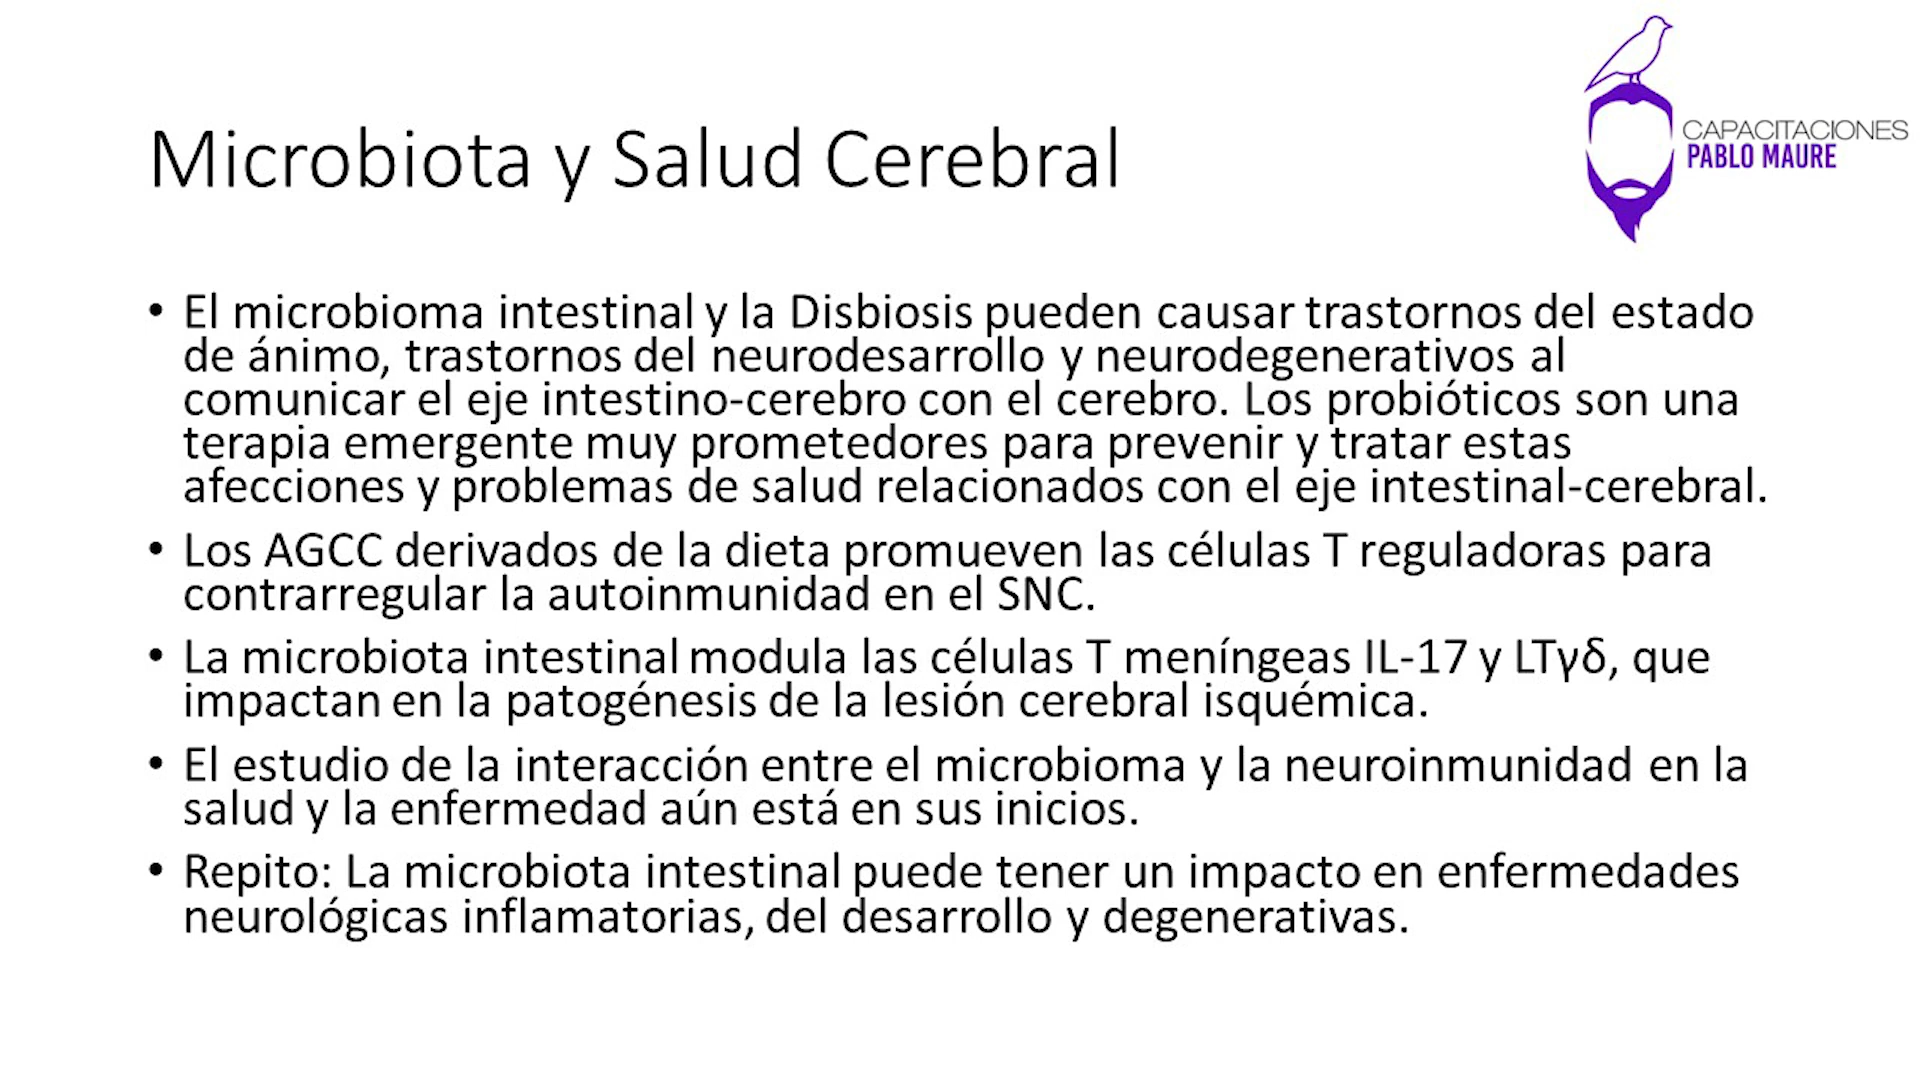 CAPACITACIONES
PABLO MAURE
Microbiota y Salud Cerebral
• El microbioma intestinal y la Disbiosis pueden causar trastornos del estado
de ánimo, trastornos del neurodesarrollo y neurodegenerativos al
comunicar el eje intestino-cerebro con el cerebro. Los probióticos son una
terapia emergente muy prometedores para prevenir y tratar estas
afecciones y problemas de salud relacionados con el eje intestinal-cerebral.
• Los AGCC derivados de la dieta promueven las células T reguladoras para
contrarregular la autoinmunidad en el SNC.
• La microbiota intestinal modula las células T meníngeas IL-17 y LTγδ, que
impactan en la patogénesis de la lesión cerebral isquémica.
• El estudio de la interacción entre el microbioma y la neuroinmunidad en la
salud y la enfermedad aún está en sus inicios.
• Repito: La microbiota intestinal puede tener un impacto en enfermedades
neurológicas inflamatorias, del desarrollo y degenerativas.